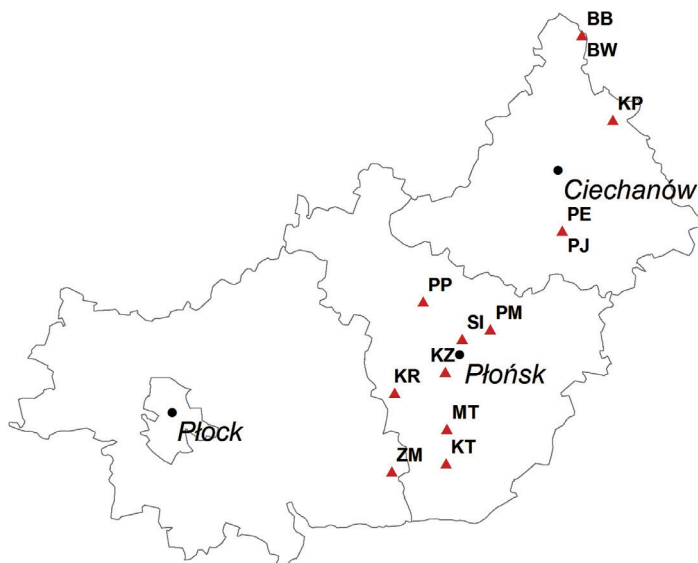 BB
BW
KP
Ciechanów
PE
PJ
PP
PM
SI
KZ
Płońsk
KR
Płock
MT
KT
ZM